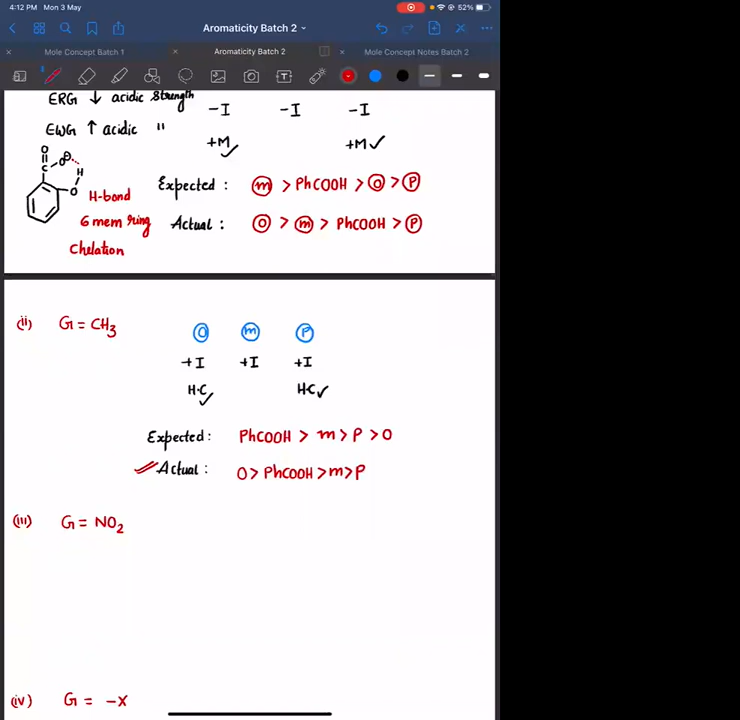 4:12 PM Mon 3 May
52%
Aromaticity Batch 2
Mole Concept Batch 1
Aromaticity Batch 2
Mole Concept Notes Batch 2
ERG ↓ acidic strength
-I -I -I
EWG ↑ acidic "
+M ✓ +M ✓
O
C
O⊖
H
O
H-bond
6 mem ring
Chelation
Expected : (m) > PhCOOH > (O) > (P)
Actual : (O) > (m) > PhCOOH > (P)
(ii) G = CH3
(O) (m) (P)
+I +I +I
H·C ✓ H·C ✓
Expected: PhCOOH > m > P > O
Actual : O > PhCOOH > m > P
(iii) G = NO2
(iv) G = -X